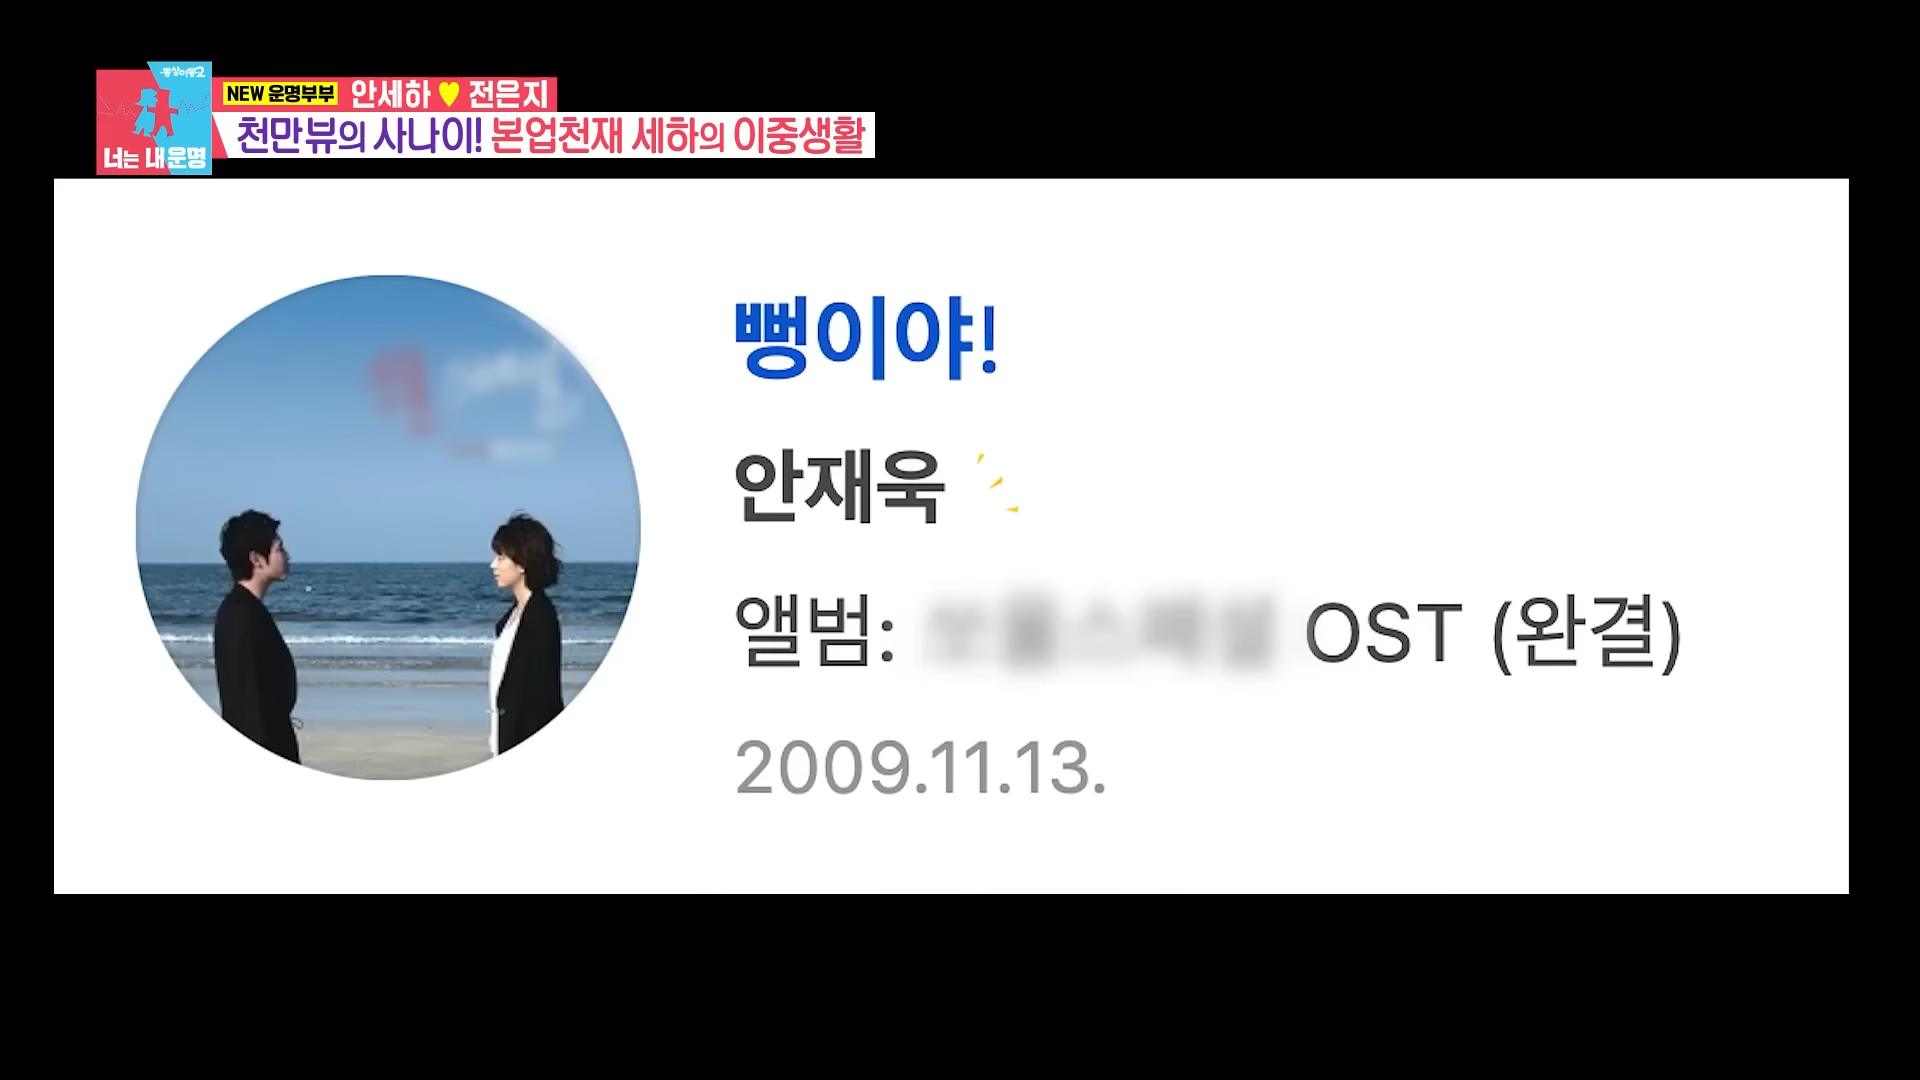 동상이몽2
너는 내 운명
NEW 운명부부 안세하 전은지
천만뷰의 사나이! 본업천재 세하의 이중생활
뻥이야!
안재욱
앨범: OST (완결)
2009.11.13.